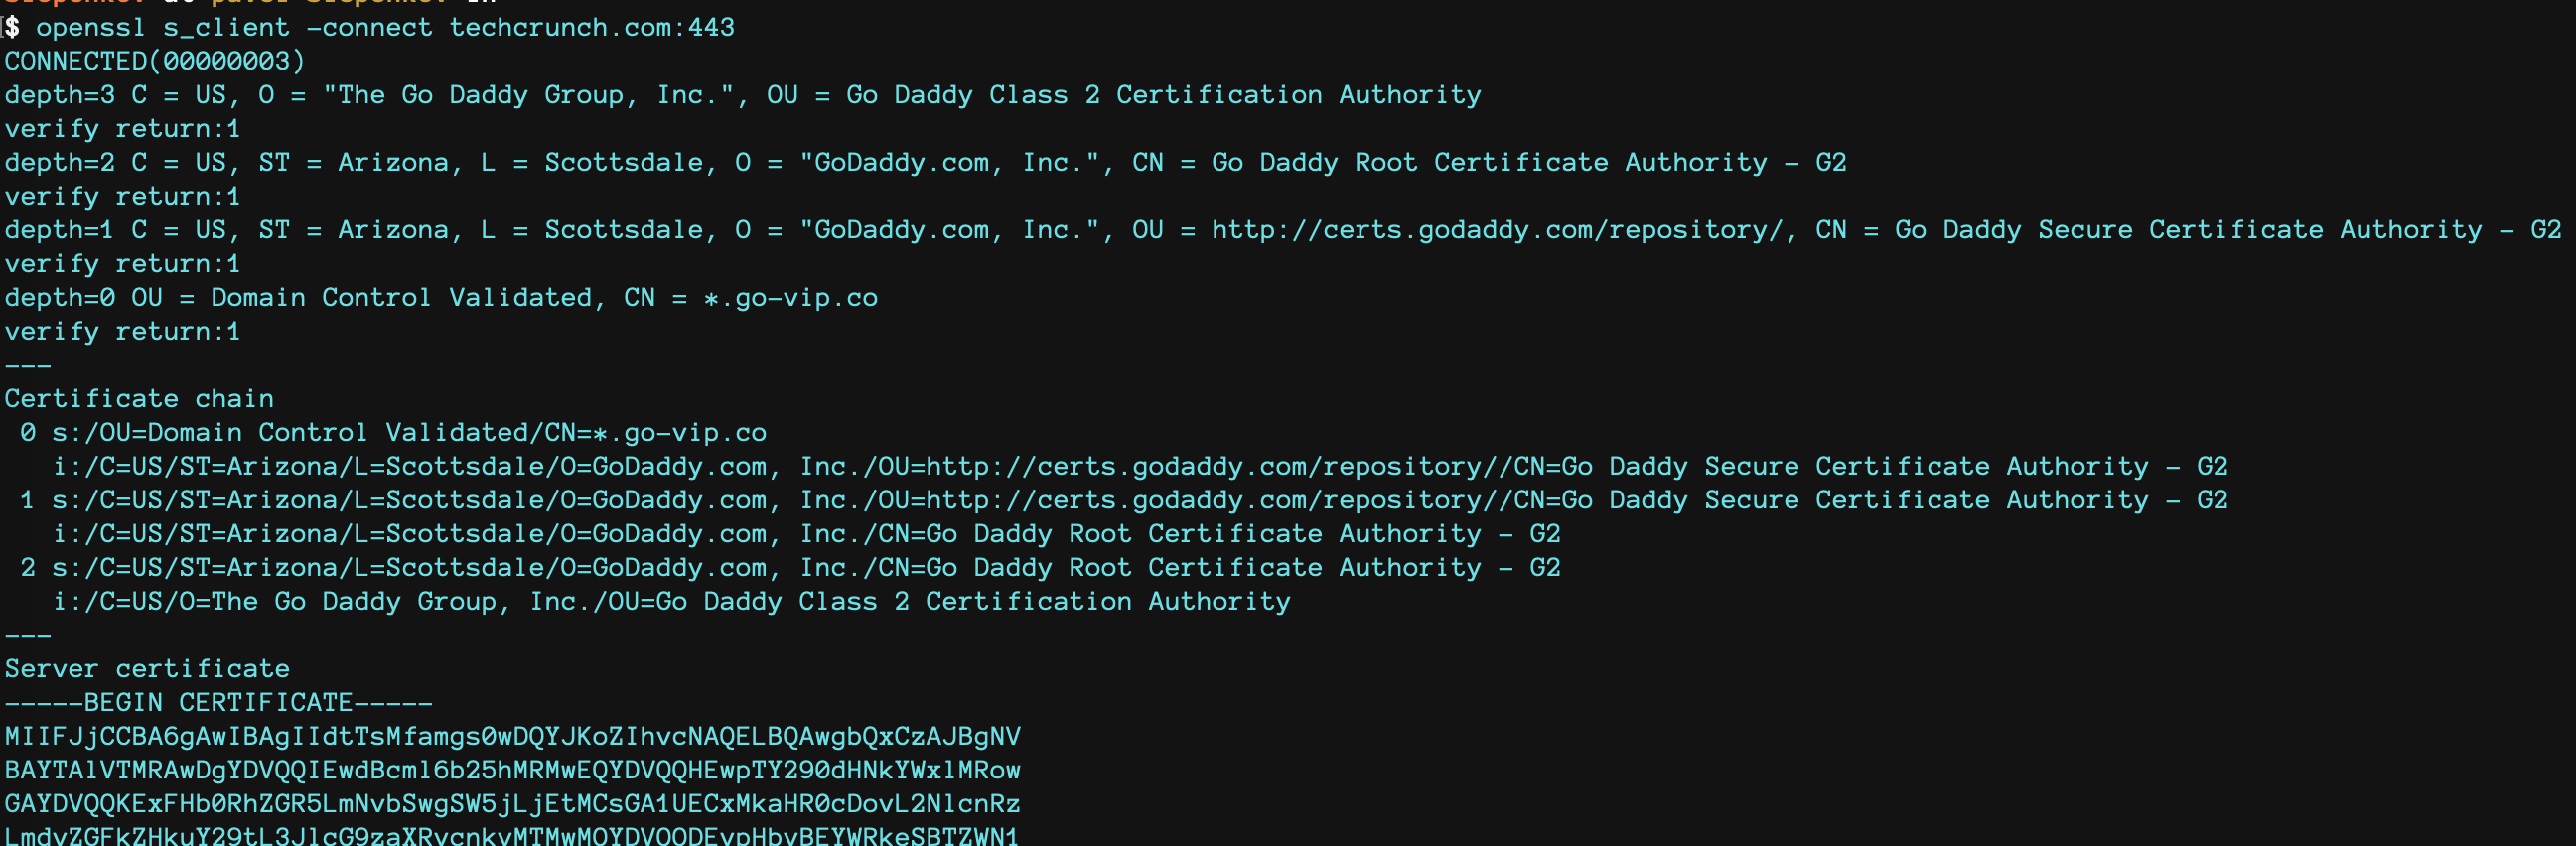 $ openssl s_client -connect techcrunch.com:443
CONNECTED(00000003)
depth=3 C = US, O = "The Go Daddy Group, Inc.", OU = Go Daddy Class 2 Certification Authority
verify return:1
depth=2 C = US, ST = Arizona, L = Scottsdale, O = "GoDaddy.com, Inc.", CN = Go Daddy Root Certificate Authority - G2
verify return:1
depth=1 C = US, ST = Arizona, L = Scottsdale, O = "GoDaddy.com, Inc.", OU = http://certs.godaddy.com/repository/, CN = Go Daddy Secure Certificate Authority - G2
verify return:1
depth=0 OU = Domain Control Validated, CN = *.go-vip.co
verify return:1
---
Certificate chain
 0 s:/OU=Domain Control Validated/CN=*.go-vip.co
   i:/C=US/ST=Arizona/L=Scottsdale/O=GoDaddy.com, Inc./OU=http://certs.godaddy.com/repository//CN=Go Daddy Secure Certificate Authority - G2
 1 s:/C=US/ST=Arizona/L=Scottsdale/O=GoDaddy.com, Inc./OU=http://certs.godaddy.com/repository//CN=Go Daddy Secure Certificate Authority - G2
   i:/C=US/ST=Arizona/L=Scottsdale/O=GoDaddy.com, Inc./CN=Go Daddy Root Certificate Authority - G2
 2 s:/C=US/ST=Arizona/L=Scottsdale/O=GoDaddy.com, Inc./CN=Go Daddy Root Certificate Authority - G2
   i:/C=US/O=The Go Daddy Group, Inc./OU=Go Daddy Class 2 Certification Authority
---
Server certificate
-----BEGIN CERTIFICATE-----
MIIFJjCCBA6gAwIBAgIIdtTsMfamgs0wDQYJKoZIhvcNAQELBQAwgbQxCzAJBgNV
BAYTAlVTMRAwDgYDVQQIEwdBcml6b25hMRMwEQYDVQQHEwpTY290dHNkYWxlMRow
GAYDVQQKExFHb0RhZGR5LmNvbSwgSW5jLjEtMCsGA1UECxMkaHR0cDovL2NlcnRz